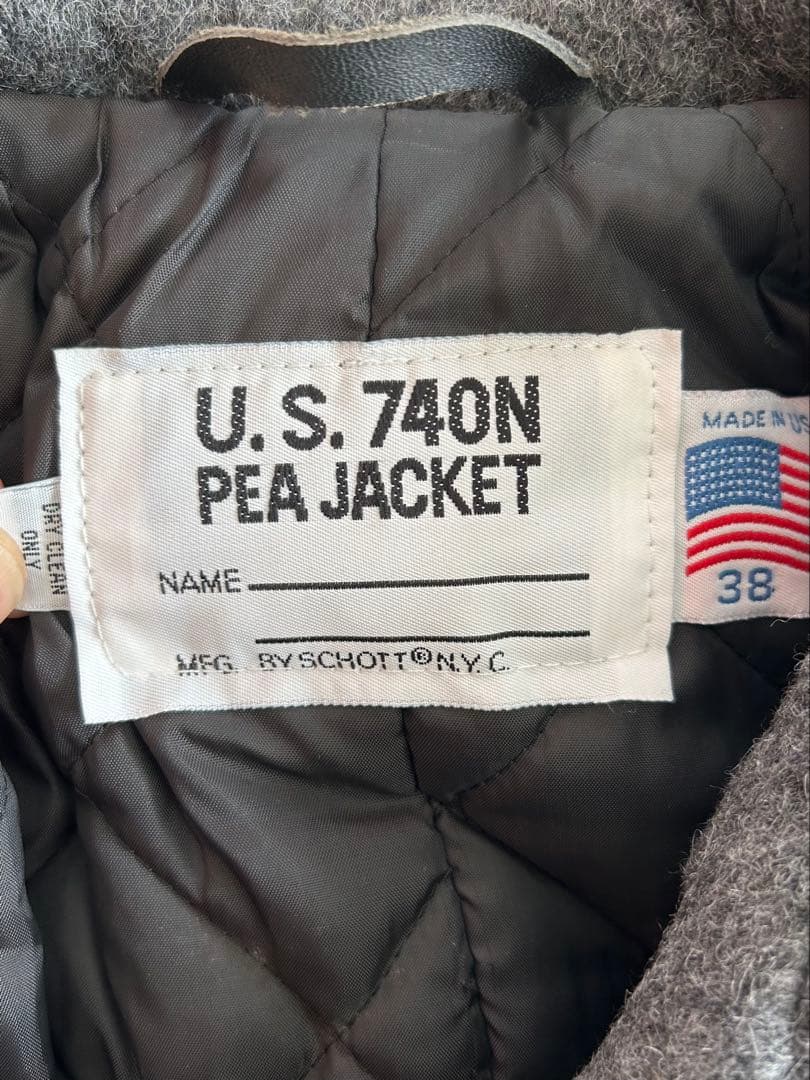 U.S. 740N
PEA JACKET
NAME
MFG. BY SCHOTT® N.Y.C.
DRY CLEAN
ONLY
MADE IN US
38